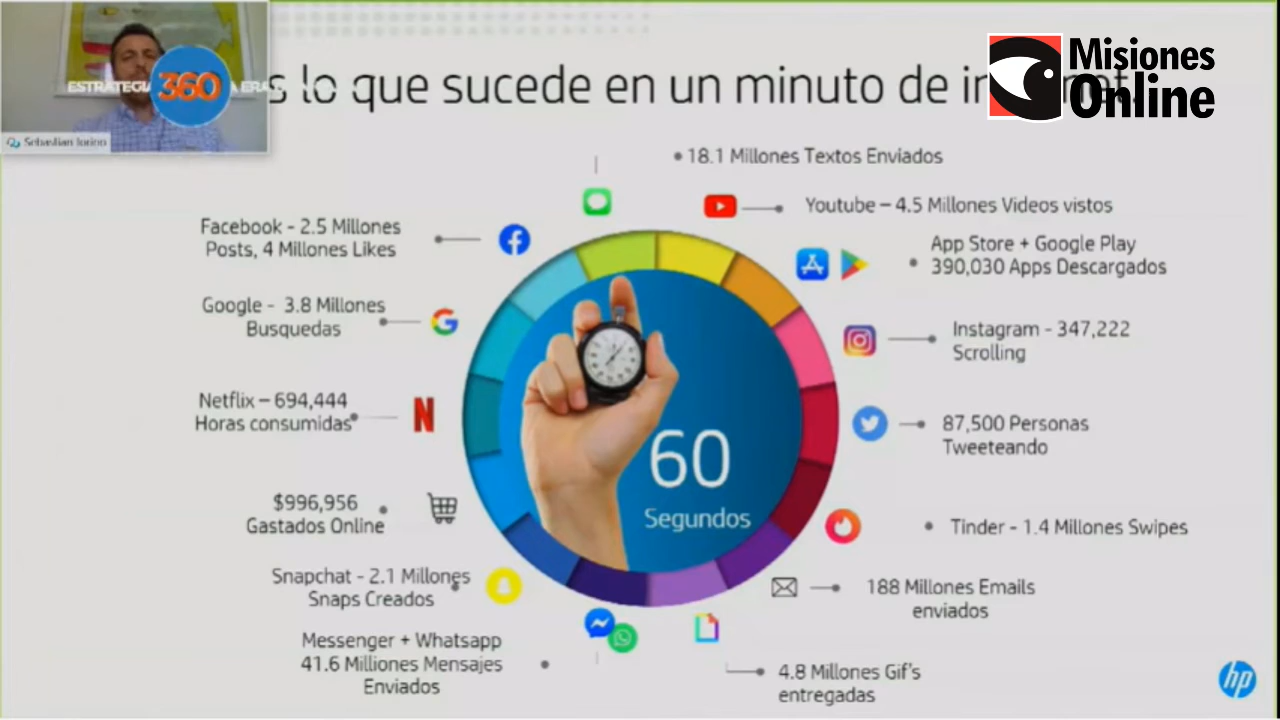 Misiones
Online
ESTRATEGIA 360 A ERA
s lo que sucede en un minuto de in
Sebastian Iorino
18.1 Millones Textos Enviados
Youtube – 4.5 Millones Videos vistos
Facebook - 2.5 Millones
Posts, 4 Millones Likes
App Store + Google Play
390,030 Apps Descargados
Google - 3.8 Millones
Busquedas
Instagram - 347,222
Scrolling
Netflix – 694,444
Horas consumidas
87,500 Personas
Tweeteando
60
Segundos
$996,956
Gastados Online
Tinder - 1.4 Millones Swipes
Snapchat - 2.1 Millones
Snaps Creados
188 Millones Emails
enviados
Messenger + Whatsapp
41.6 Milliones Mensajes
Enviados
4.8 Millones Gif's
entregadas
hp